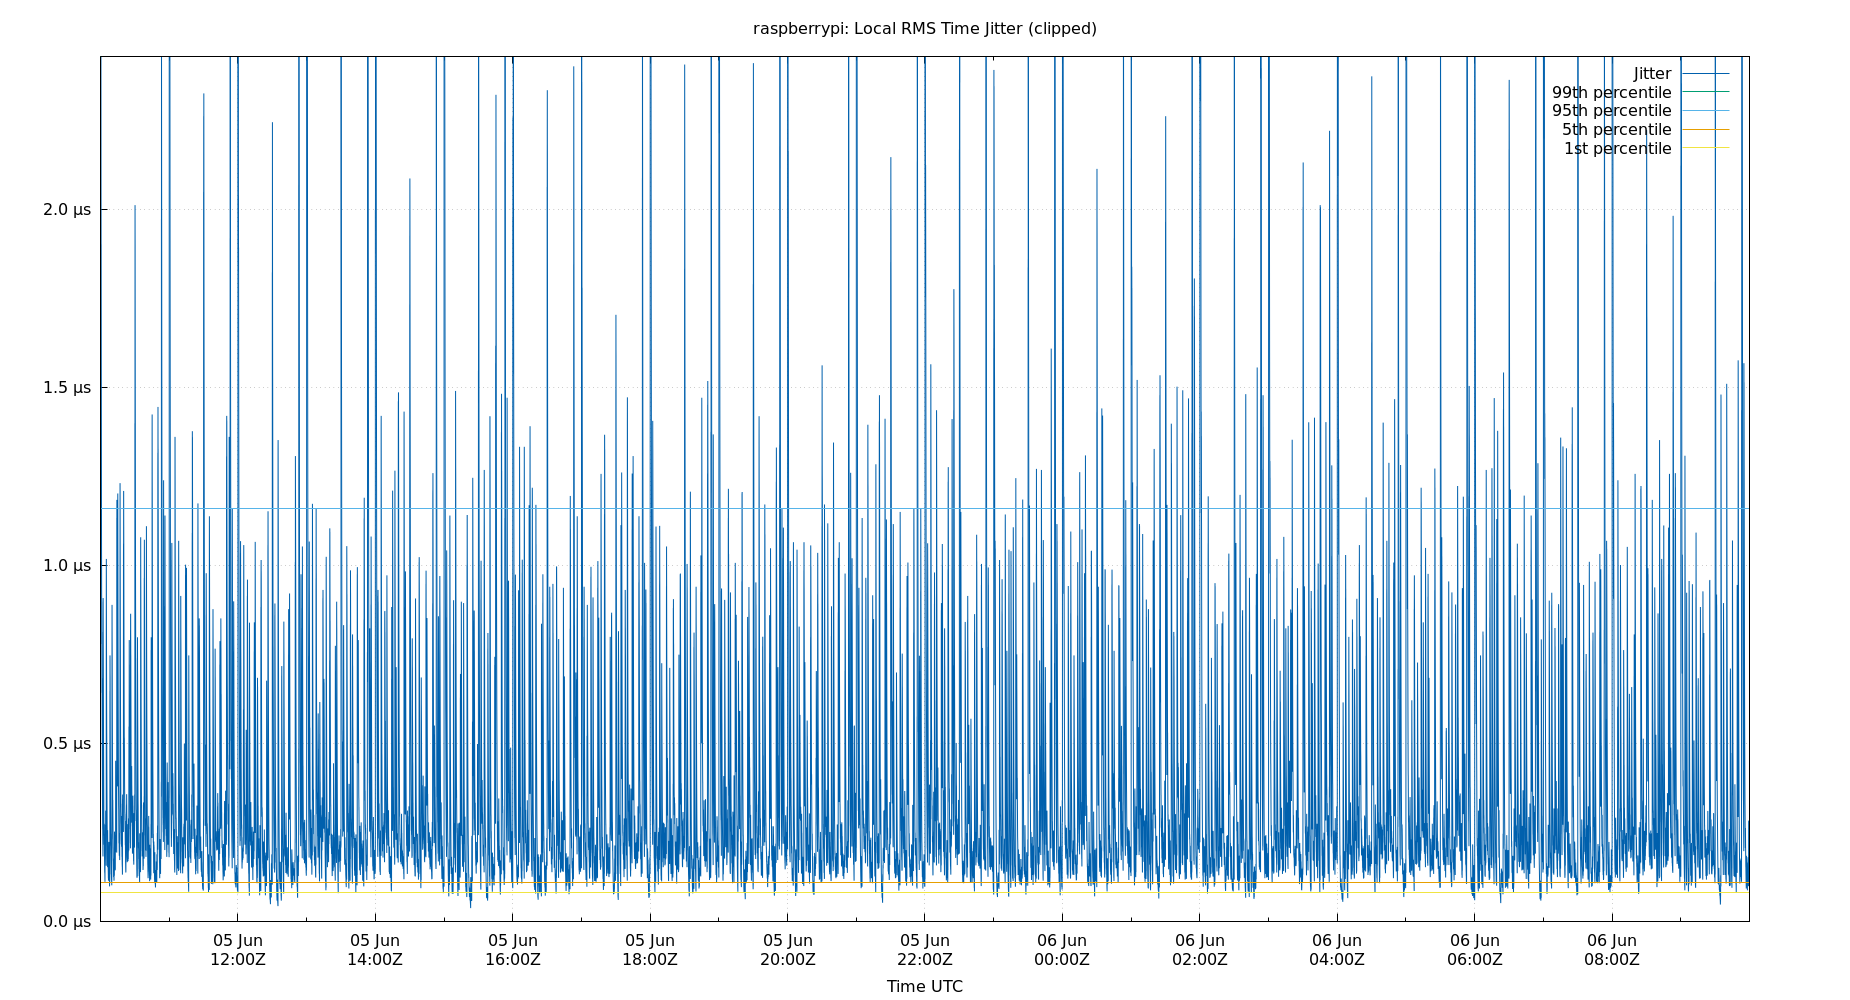 raspberrypi: Local RMS Time Jitter (clipped)
Jitter
99th percentile
95th percentile
5th percentile
1st percentile
2.0 µs
1.5 µs
1.0 µs
0.5 µs
0.0 µs
05 Jun 05 Jun 05 Jun 05 Jun 05 Jun 05 Jun 06 Jun 06 Jun 06 Jun 06 Jun 06 Jun
12:00Z 14:00Z 16:00Z 18:00Z 20:00Z 22:00Z 00:00Z 02:00Z 04:00Z 06:00Z 08:00Z
Time UTC